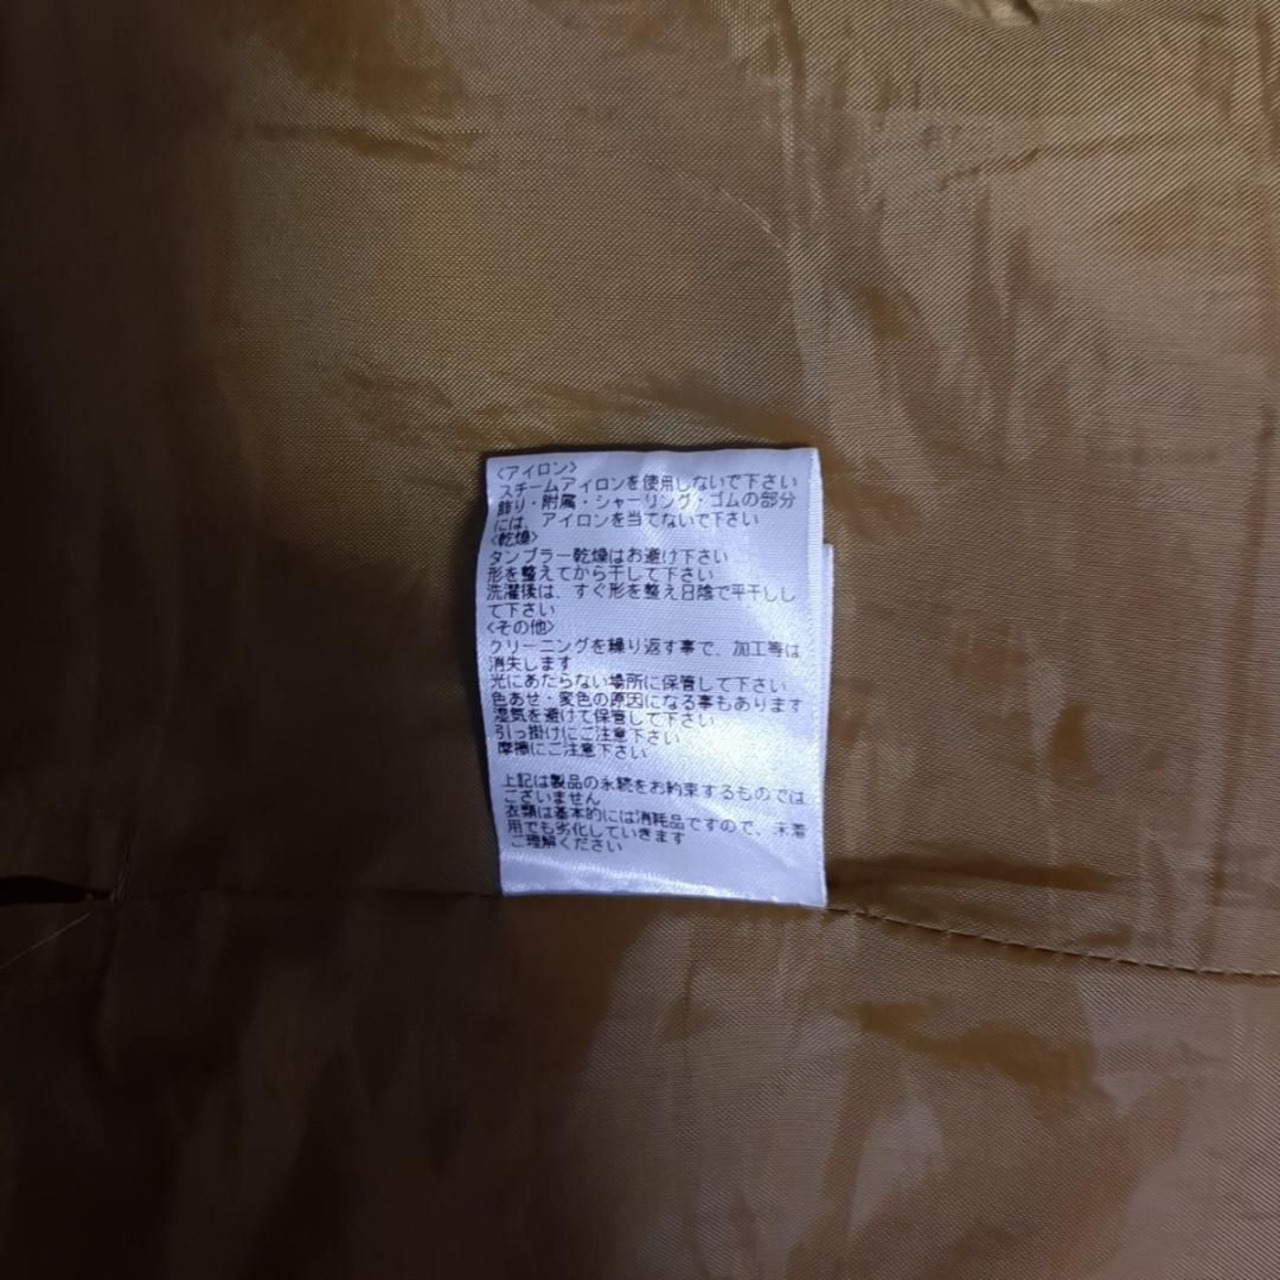 <アイロン>
スチームアイロンを使用しないで下さい
飾り・附属・シャーリング・ゴムの部分
には、アイロンを当てないで下さい
<乾燥>
タンブラー乾燥はお避け下さい
形を整えてから干して下さい
洗濯後は、すぐ形を整え日陰で平干しし
て下さい
<その他>
クリーニングを繰り返す事で、加工等は
消失します
光にあたらない場所に保管して下さい
色あせ・変色の原因になる事もあります
湿気を避けて保管して下さい
引っ掛けにご注意下さい
摩擦にご注意下さい
上記は製品の永続をお約束するものでは
ございません
衣類は基本的には消耗品ですので、未着
用でも劣化していきます
ご理解ください